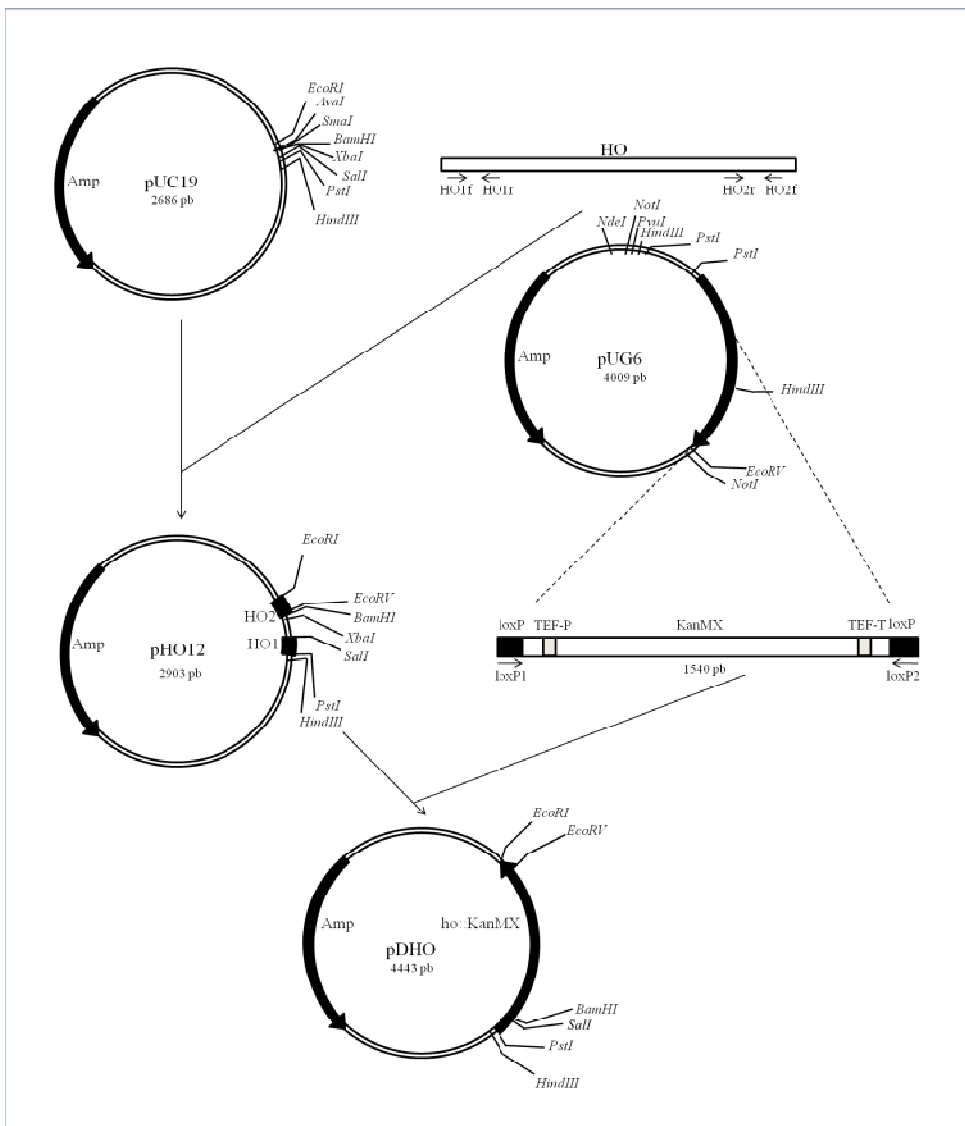 EcoRI
AvaI
SmaI
BamHI
XbaI
SalI
PstI
HindIII
Amp
pUC19
2686 pb
HO
HO1f
HO1r
HO2r
HO2f
NotI
NdeI
PvuI
HindIII
PstI
PstI
Amp
pUG6
4009 pb
HindIII
EcoRV
NotI
EcoRI
EcoRV
HO2
BamHI
XbaI
HO1
SalI
Amp
pHO12
2903 pb
PstI
HindIII
loxP TEF-P KanMX TEF-T loxP
loxP1 1540 pb loxP2
EcoRI
EcoRV
Amp
ho::KanMX
pDHO
4443 pb
BamHI
SalI
PstI
HindIII